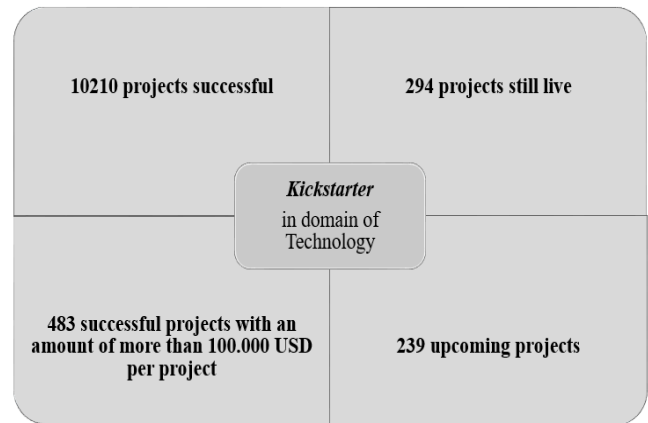 10210 projects successful
294 projects still live
Kickstarter
in domain of
Technology
483 successful projects with an
amount of more than 100.000 USD
per project
239 upcoming projects